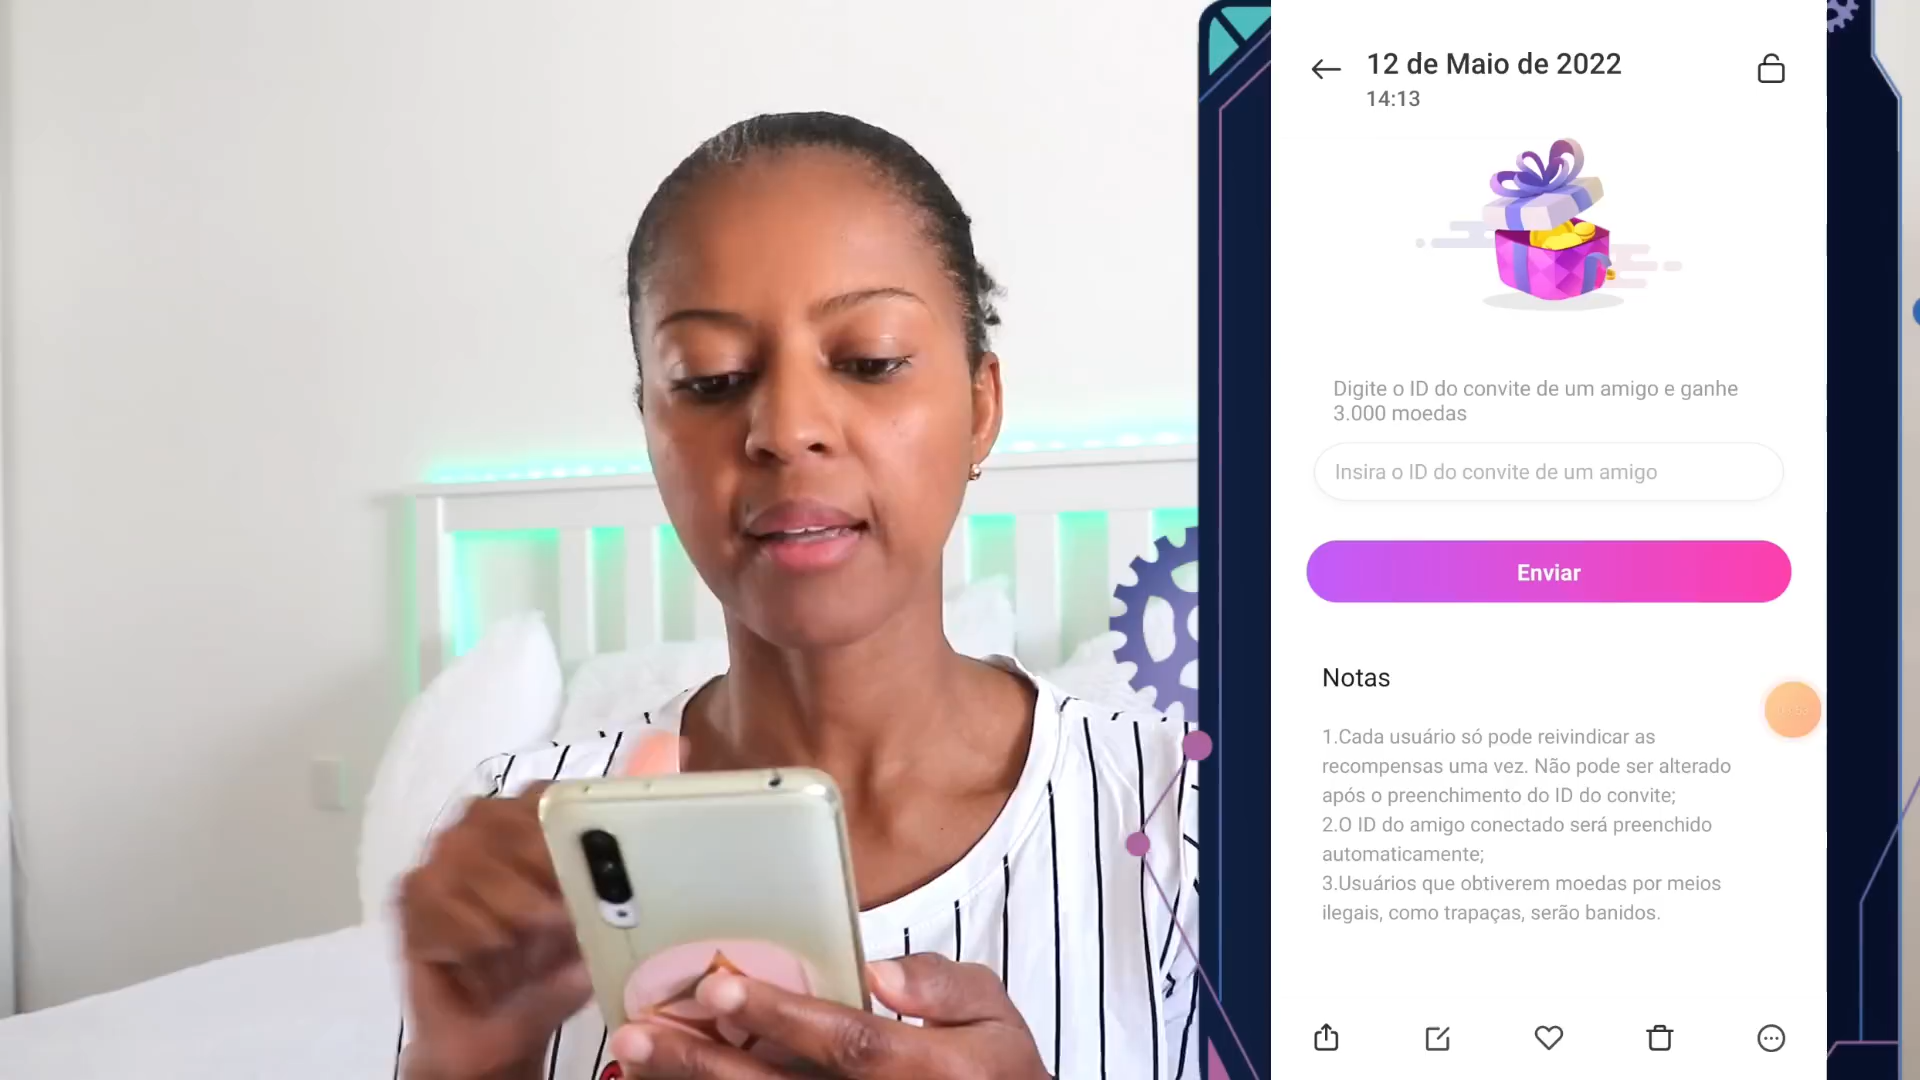 12 de Maio de 2022
14:13
Digite o ID do convite de um amigo e ganhe
3.000 moedas
Insira o ID do convite de um amigo
Enviar
Notas
1.Cada usuário só pode reivindicar as
recompensas uma vez. Não pode ser alterado
após o preenchimento do ID do convite;
2.O ID do amigo conectado será preenchido
automaticamente;
3.Usuários que obtiverem moedas por meios
ilegais, como trapaças, serão banidos.